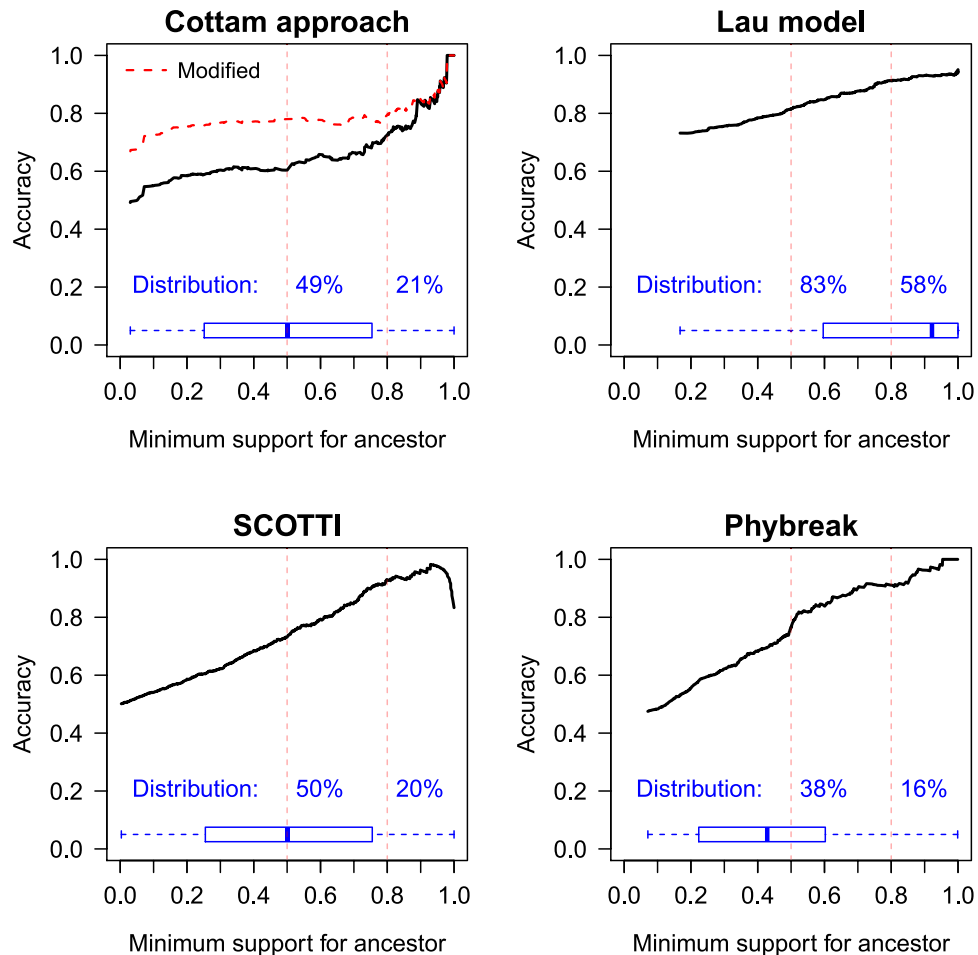 Cottam approach
Modified
Accuracy
1.0
0.8
0.6
0.4
0.2
0.0
Distribution: 49% 21%
0.0 0.2 0.4 0.6 0.8 1.0
Minimum support for ancestor
Lau model
Accuracy
1.0
0.8
0.6
0.4
0.2
0.0
Distribution: 83% 58%
0.0 0.2 0.4 0.6 0.8 1.0
Minimum support for ancestor
SCOTTI
Accuracy
1.0
0.8
0.6
0.4
0.2
0.0
Distribution: 50% 20%
0.0 0.2 0.4 0.6 0.8 1.0
Minimum support for ancestor
Phybreak
Accuracy
1.0
0.8
0.6
0.4
0.2
0.0
Distribution: 38% 16%
0.0 0.2 0.4 0.6 0.8 1.0
Minimum support for ancestor